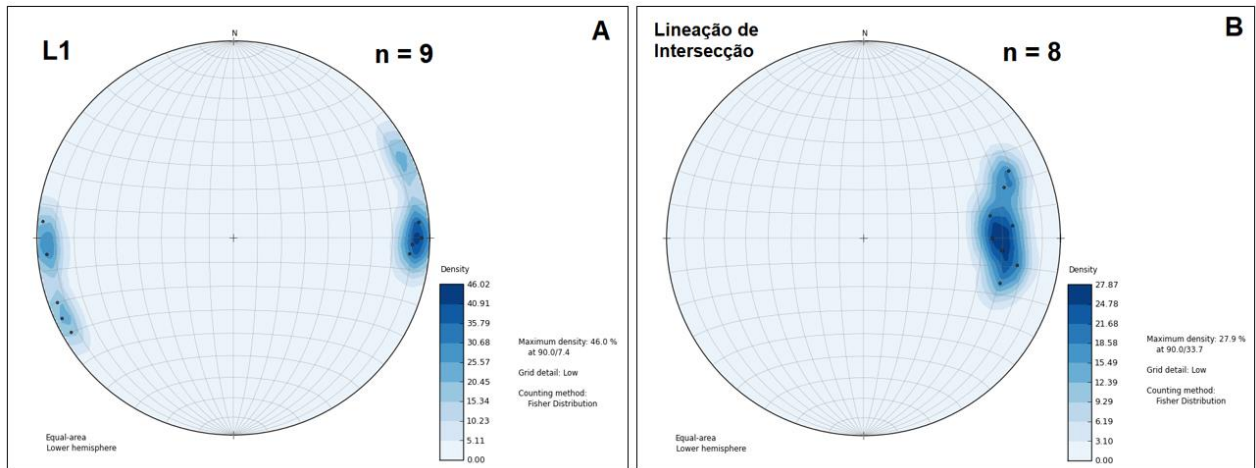 L1
n = 9
A
N
Density
46.02
40.91
35.79
30.68
25.57
20.45
15.34
10.23
5.11
0.00
Maximum density: 46.0 %
at 90.0/7.4
Grid detail: Low
Counting method:
Fisher Distribution
Equal-area
Lower hemisphere
Lineação de
Intersecção
n = 8
B
N
Density
27.87
24.78
21.68
18.59
15.49
12.39
9.29
6.19
3.10
0.00
Maximum density: 27.9 %
at 90.0/33.7
Grid detail: Low
Counting method:
Fisher Distribution
Equal-area
Lower hemisphere